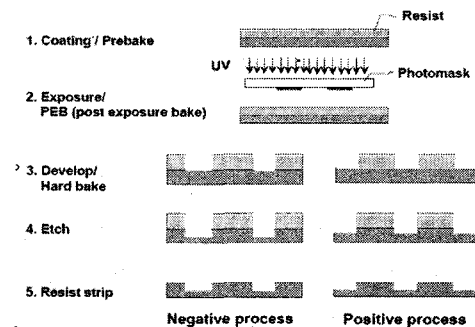 Resist
1. Coating / Prebake
UV
Photomask
2. Exposure/
PEB (post exposure bake)
3. Develop/
Hard bake
4. Etch
5. Resist strip
Negative process
Positive process